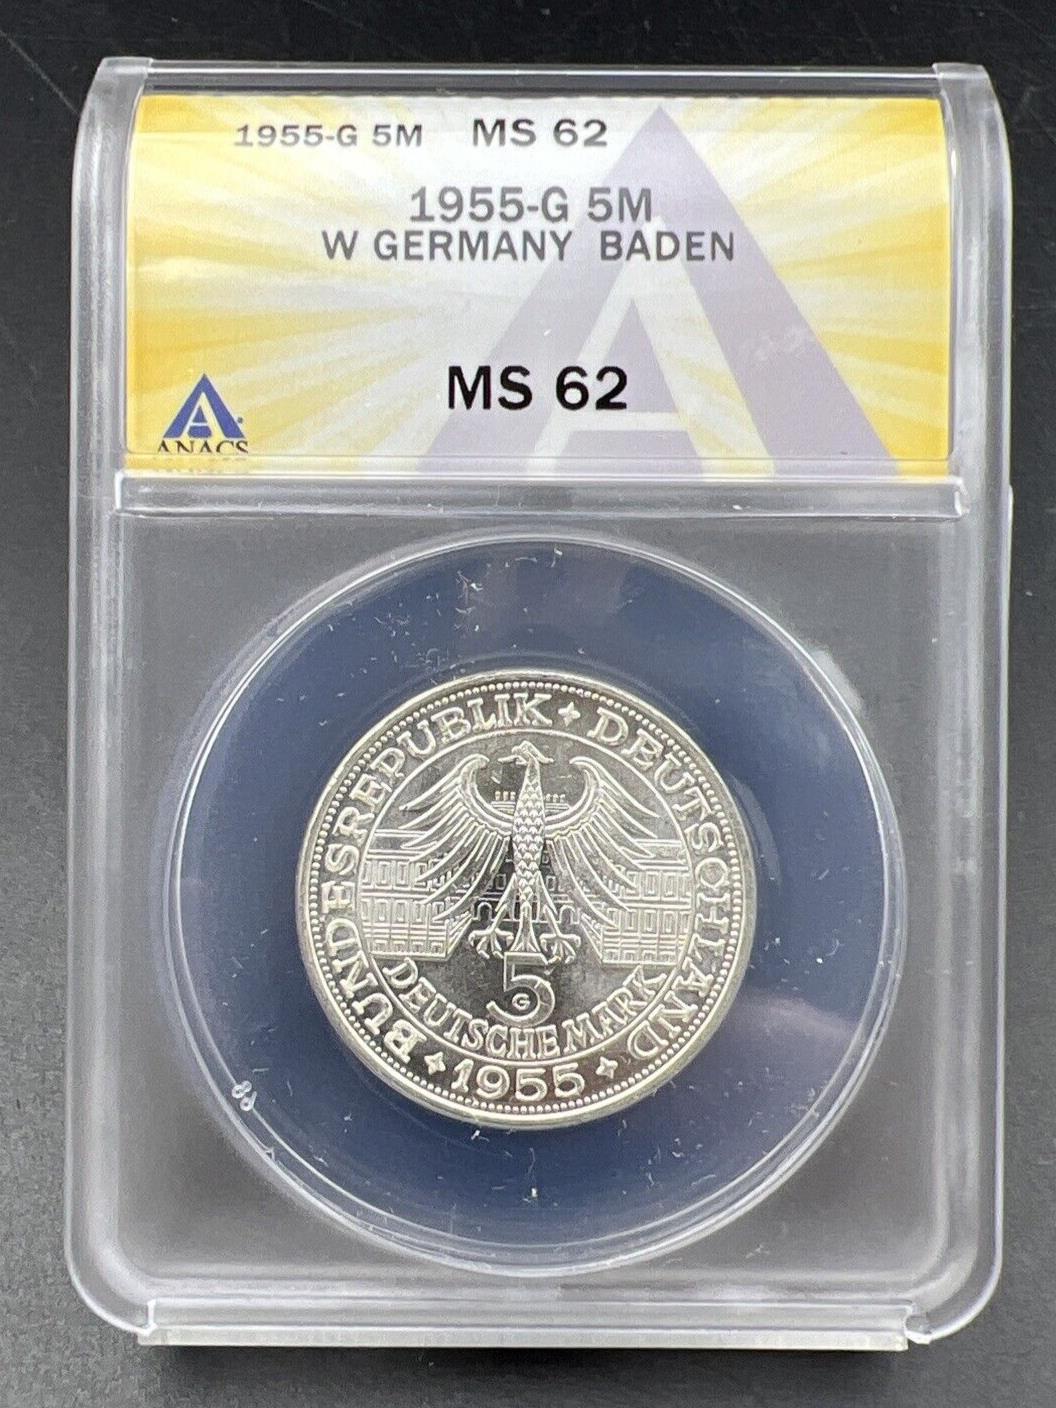 1955-G 5M MS 62
1955-G 5M
W GERMANY BADEN
MS 62
ANACS
BUNDESREPUBLIK DEUTSCHLAND
5
G
DEUTSCHE MARK
1955